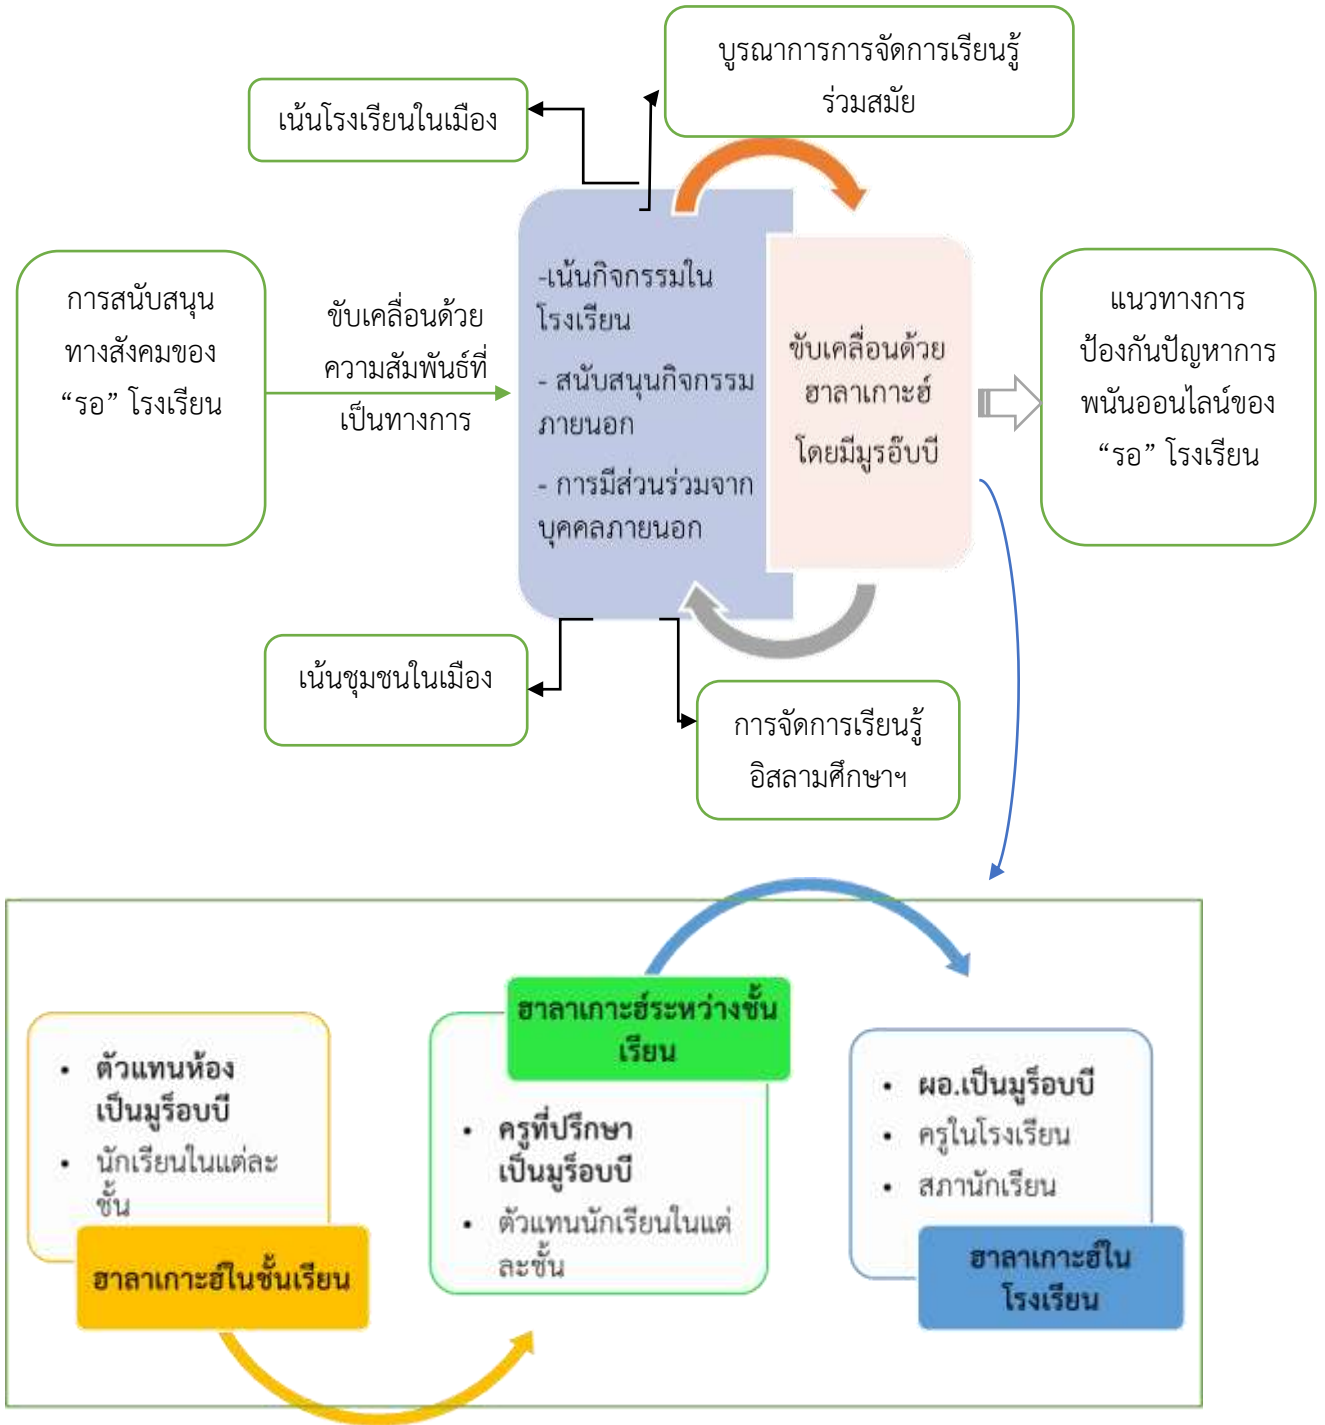 บูรณาการการจัดการเรียนรู้
ร่วมสมัย
เน้นโรงเรียนในเมือง
การสนับสนุน
ทางสังคมของ
“รอ” โรงเรียน
ขับเคลื่อนด้วย
ความสัมพันธ์ที่
เป็นทางการ
-เน้นกิจกรรมใน
โรงเรียน
- สนับสนุนกิจกรรม
ภายนอก
- การมีส่วนร่วมจาก
บุคคลภายนอก
ขับเคลื่อนด้วย
ฮาลาเกาะฮ์
โดยมีมูรอ๊บบี
แนวทางการ
ป้องกันปัญหาการ
พนันออนไลน์ของ
“รอ” โรงเรียน
เน้นชุมชนในเมือง
การจัดการเรียนรู้
อิสลามศึกษาฯ
• ตัวแทนห้อง
เป็นมูร็อบบี
• นักเรียนในแต่ละ
ชั้น
ฮาลาเกาะฮ์ในชั้นเรียน
ฮาลาเกาะฮ์ระหว่างชั้น
เรียน
• ครูที่ปรึกษา
เป็นมูร็อบบี
• ตัวแทนนักเรียนในแต่
ละชั้น
• ผอ.เป็นมูร็อบบี
• ครูในโรงเรียน
• สภานักเรียน
ฮาลาเกาะฮ์ใน
โรงเรียน